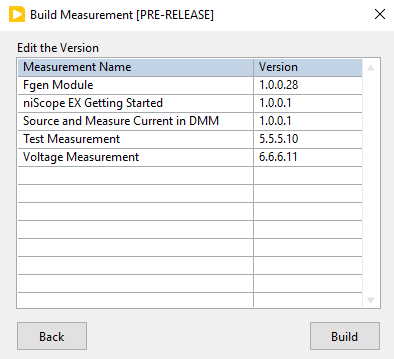 Build Measurement [PRE-RELEASE]
Edit the Version
Measurement Name Version
Fgen Module 1.0.0.28
niScope EX Getting Started 1.0.0.1
Source and Measure Current in DMM 1.0.0.1
Test Measurement 5.5.5.10
Voltage Measurement 6.6.6.11
Back Build